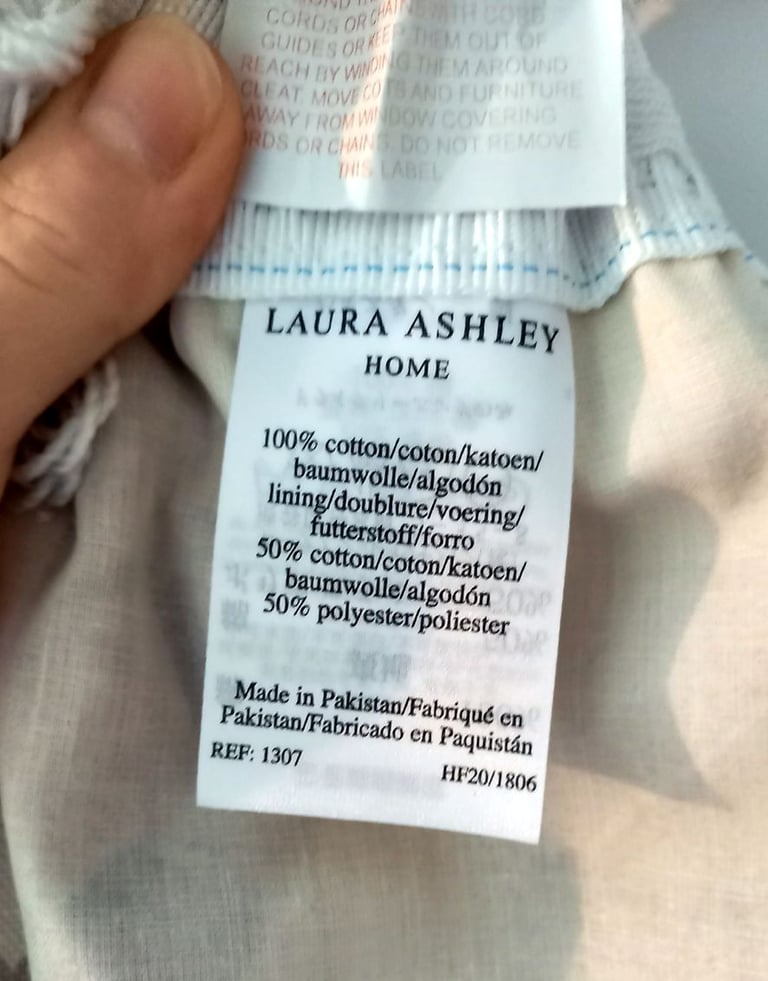 CORDS OR CHAINS WITH CORD
GUIDES OR KEEP THEM OUT OF
REACH BY WINDING THEM AROUND
CLEAT. MOVE COTS AND FURNITURE
AWAY FROM WINDOW COVERING
CORDS OR CHAINS. DO NOT REMOVE
THIS LABEL
LAURA ASHLEY
HOME
100% cotton/coton/katoen/
baumwolle/algodón
lining/doublure/voering/
futterstoff/forro
50% cotton/coton/katoen/
baumwolle/algodón
50% polyester/poliester
Made in Pakistan/Fabriqué en
Pakistan/Fabricado en Paquistán
REF: 1307
HF20/1806